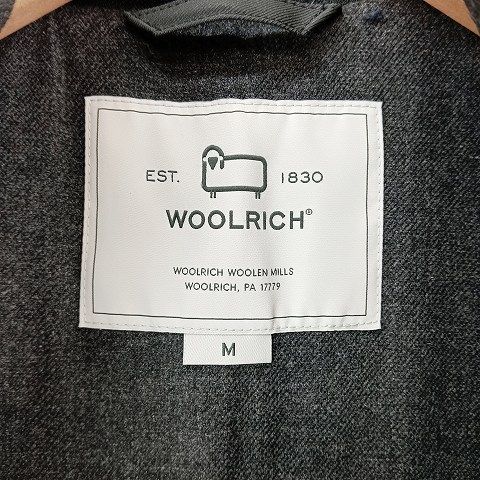 EST. 1830
WOOLRICH®
WOOLRICH WOOLEN MILLS
WOOLRICH, PA 17779
M